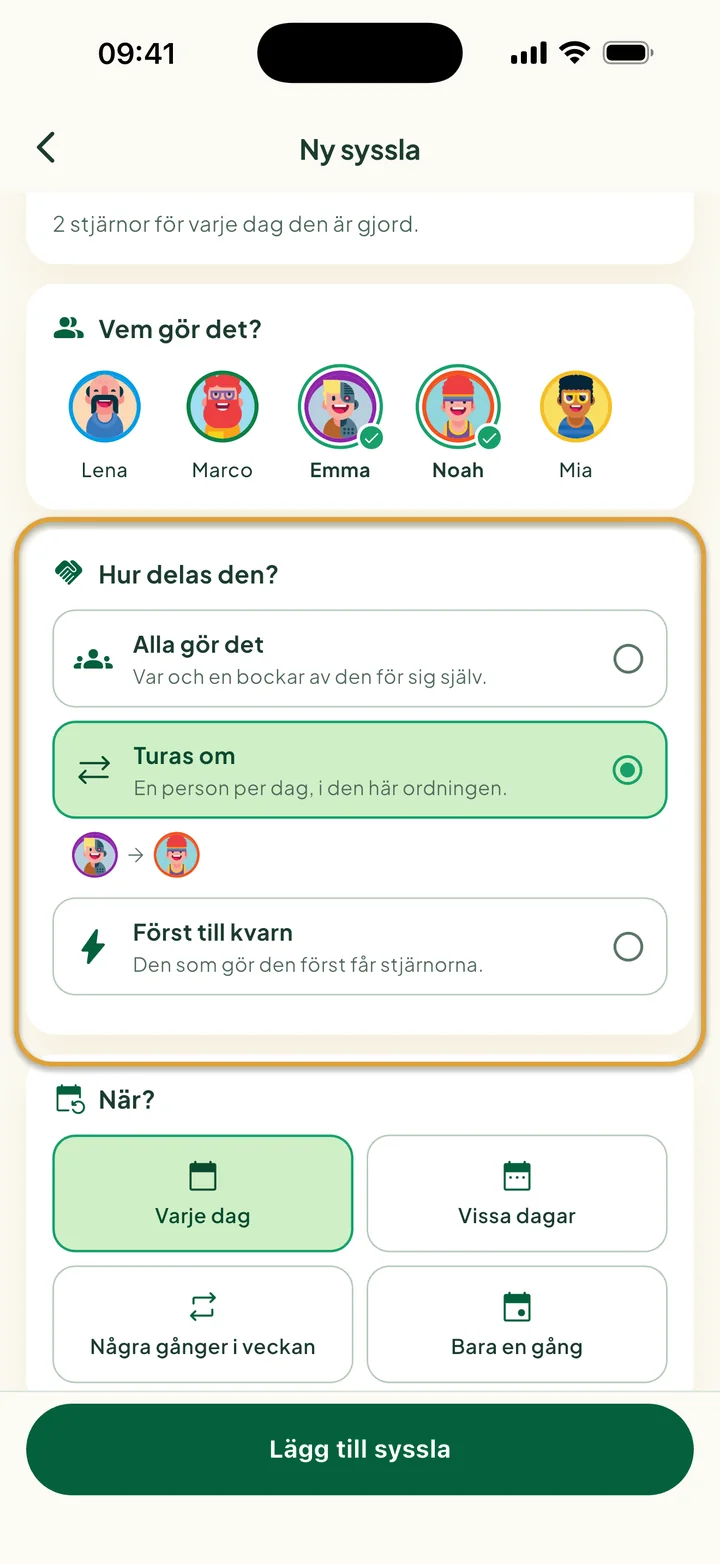 09:41
Ny syssla
2 stjärnor för varje dag den är gjord.
Vem gör det?
Lena
Marco
Emma
Noah
Mia
Hur delas den?
Alla gör det
Var och en bockar av den för sig själv.
Turas om
En person per dag, i den här ordningen.
Först till kvarn
Den som gör den först får stjärnorna.
När?
Varje dag
Vissa dagar
Några gånger i veckan
Bara en gång
Lägg till syssla